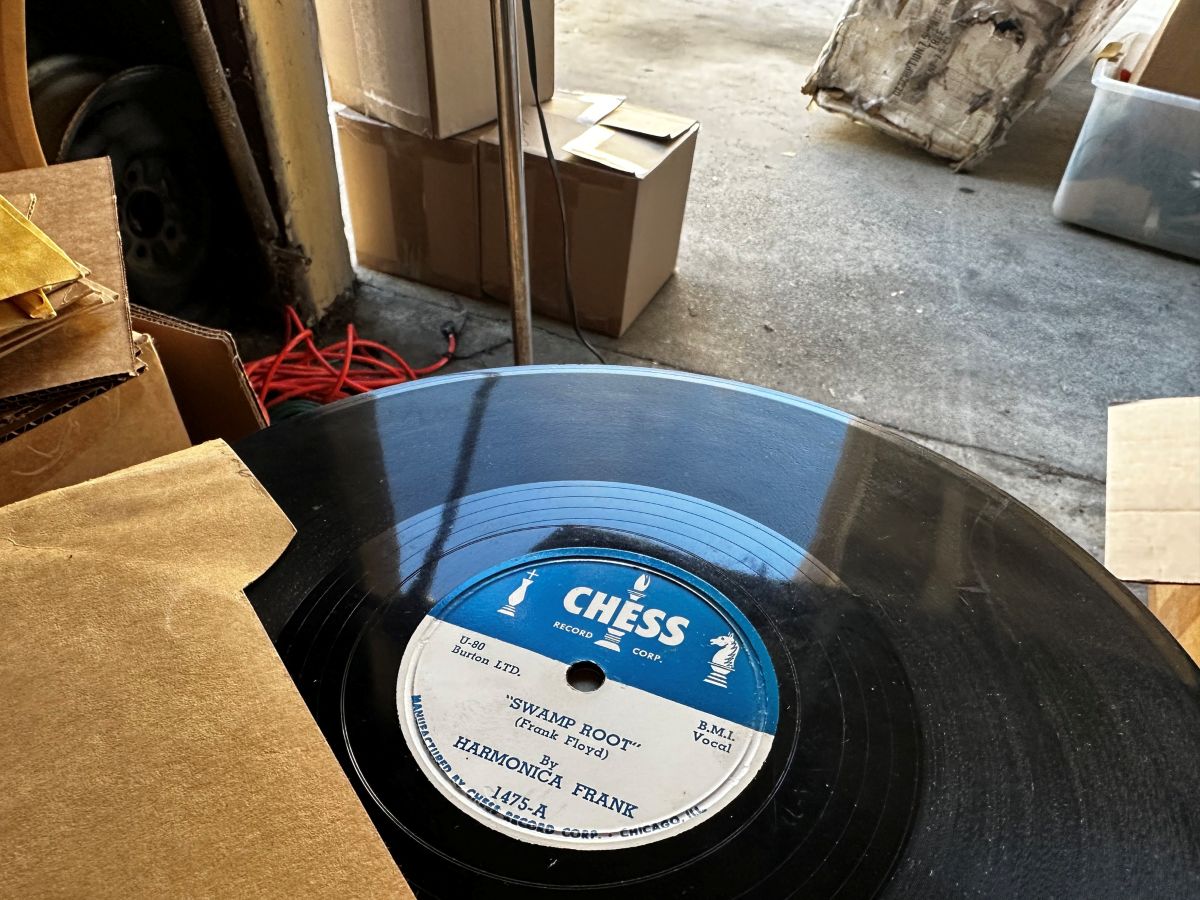 CHESS
RECORD CORP.
U-80
Burton LTD.
"SWAMP ROOT"
(Frank Floyd)
B.M.I.
Vocal
By
HARMONICA FRANK
1475-A
MANUFACTURED BY CHESS RECORD CORP. • CHICAGO, ILL.